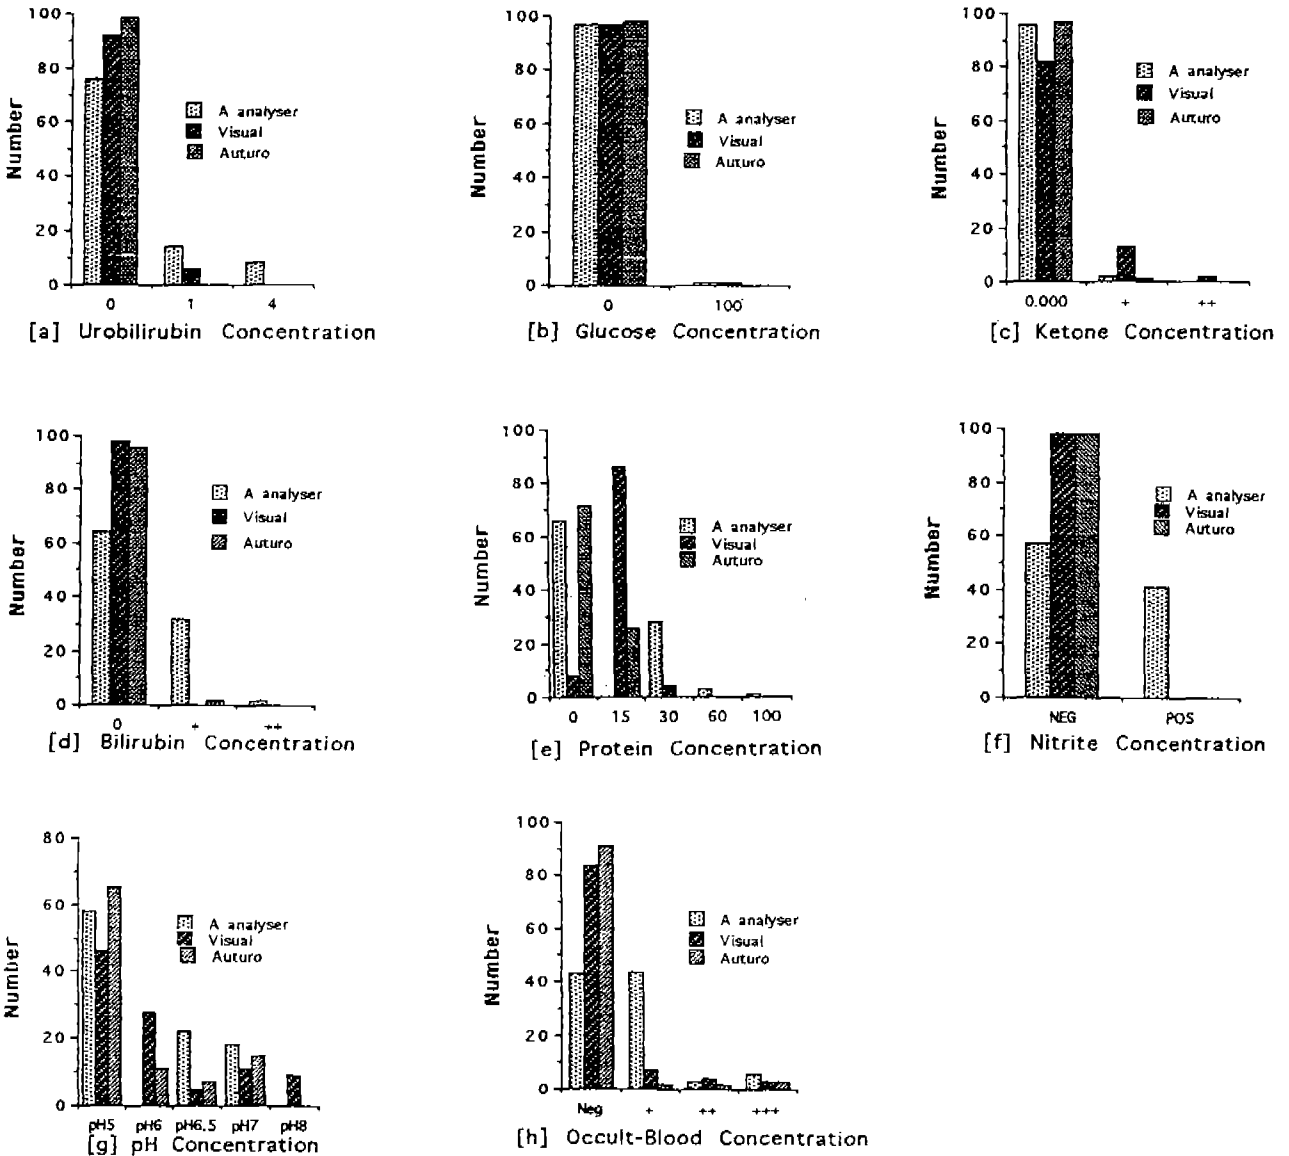 100
80
60
40
20
0
Number
A analyser
Visual
Auturo
0 1 4
[a] Urobilirubin Concentration
100
80
60
40
20
0
Number
A analyser
Visual
Auturo
0 100
[b] Glucose Concentration
100
80
60
40
20
0
Number
A analyser
Visual
Auturo
0.000 + ++
[c] Ketone Concentration
100
80
60
40
20
0
Number
A analyser
Visual
Auturo
0 + ++
[d] Bilirubin Concentration
100
80
60
40
20
0
Number
A analyser
Visual
Auturo
0 15 30 60 100
[e] Protein Concentration
100
80
60
40
20
0
Number
A analyser
Visual
Auturo
NEG POS
[f] Nitrite Concentration
80
60
40
20
0
Number
A analyser
Visual
Auturo
pH5 pH6 pH6.5 pH7 pH8
[g] pH Concentration
100
80
60
40
20
0
Number
A analyser
Visual
Auturo
Neg + ++ +++
[h] Occult-Blood Concentration